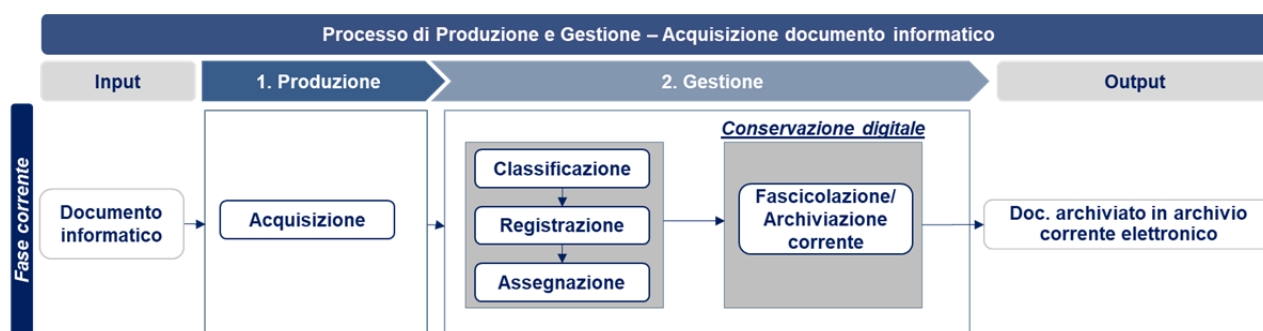 Processo di Produzione e Gestione – Acquisizione documento informatico
Input
1. Produzione
2. Gestione
Output
Fase corrente
Documento
informatico
Acquisizione
Classificazione
Registrazione
Assegnazione
Conservazione digitale
Fascicolazione/
Archiviazione
corrente
Doc. archiviato in archivio
corrente elettronico